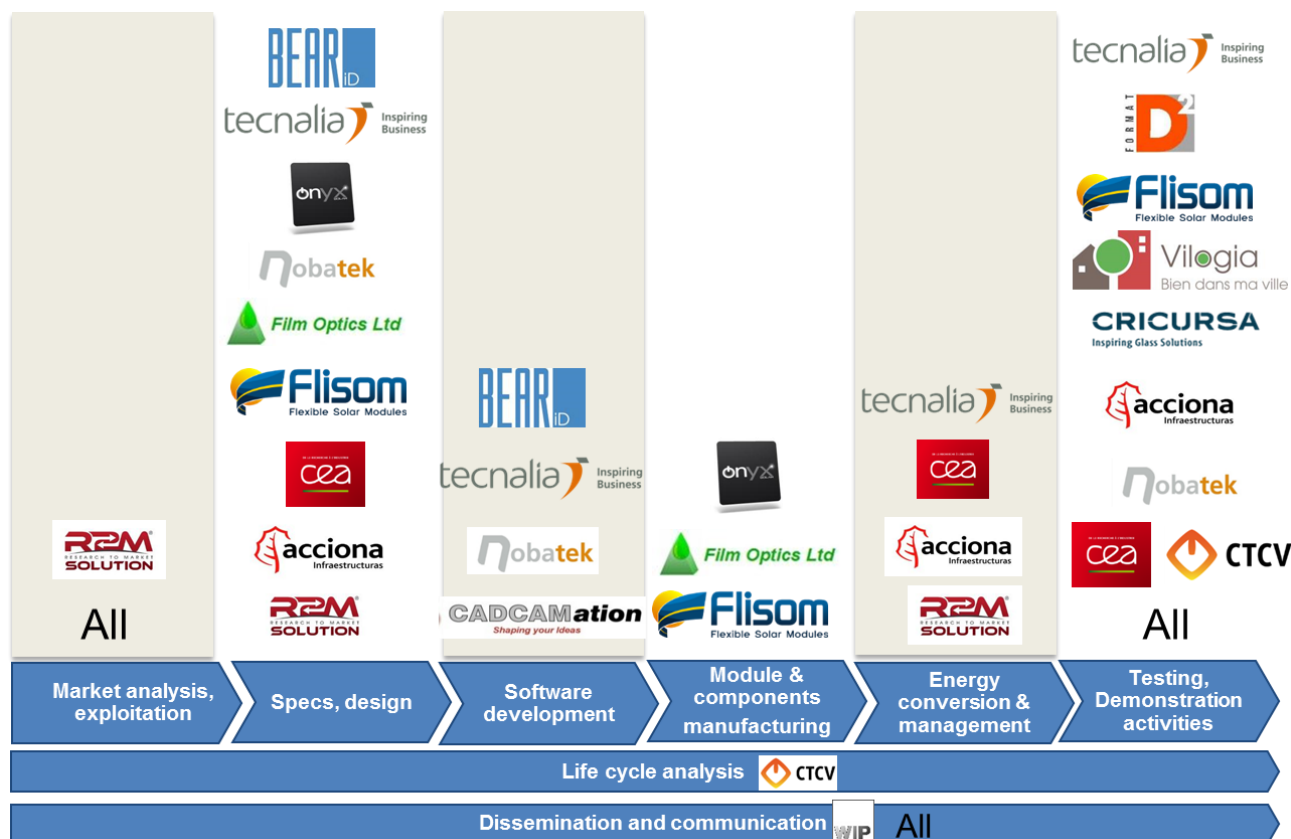 R2M
RESEARCH TO MARKET
SOLUTION
All
BEAR
iD
tecnalia Inspiring
Business
onyx
nobatek
Film Optics Ltd
Flisom
Flexible Solar Modules
cea
acciona
Infraestructuras
R2M
RESEARCH TO MARKET
SOLUTION
BEAR
iD
tecnalia Inspiring
Business
nobatek
CADCAMation
Shaping your Ideas
onyx
Film Optics Ltd
Flisom
Flexible Solar Modules
tecnalia Inspiring
Business
cea
acciona
Infraestructuras
R2M
RESEARCH TO MARKET
SOLUTION
tecnalia Inspiring
Business
FORMAT D2
Flisom
Flexible Solar Modules
Vilogia
Bien dans ma ville
CRICURSA
Inspiring Glass Solutions
acciona
Infraestructuras
nobatek
cea CTCV
All
Market analysis,
exploitation
Specs, design
Software
development
Module &
components
manufacturing
Energy
conversion &
management
Testing,
Demonstration
activities
Life cycle analysis CTCV
Dissemination and communication WIP All